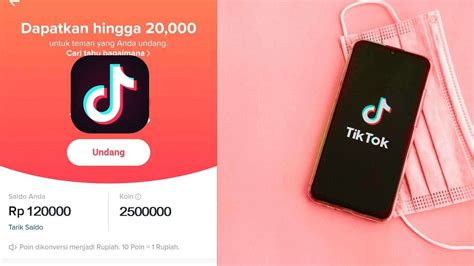 Dapatkan hingga 20,000
untuk teman yang Anda undang.
Cari tahu bagaimana >
Undang
Saldo Anda
Koin
Rp 120000
2500000
Tarik Saldo
Poin dikonversi menjadi Rupiah. 10 Poin = 1 Rupiah.
TikTok